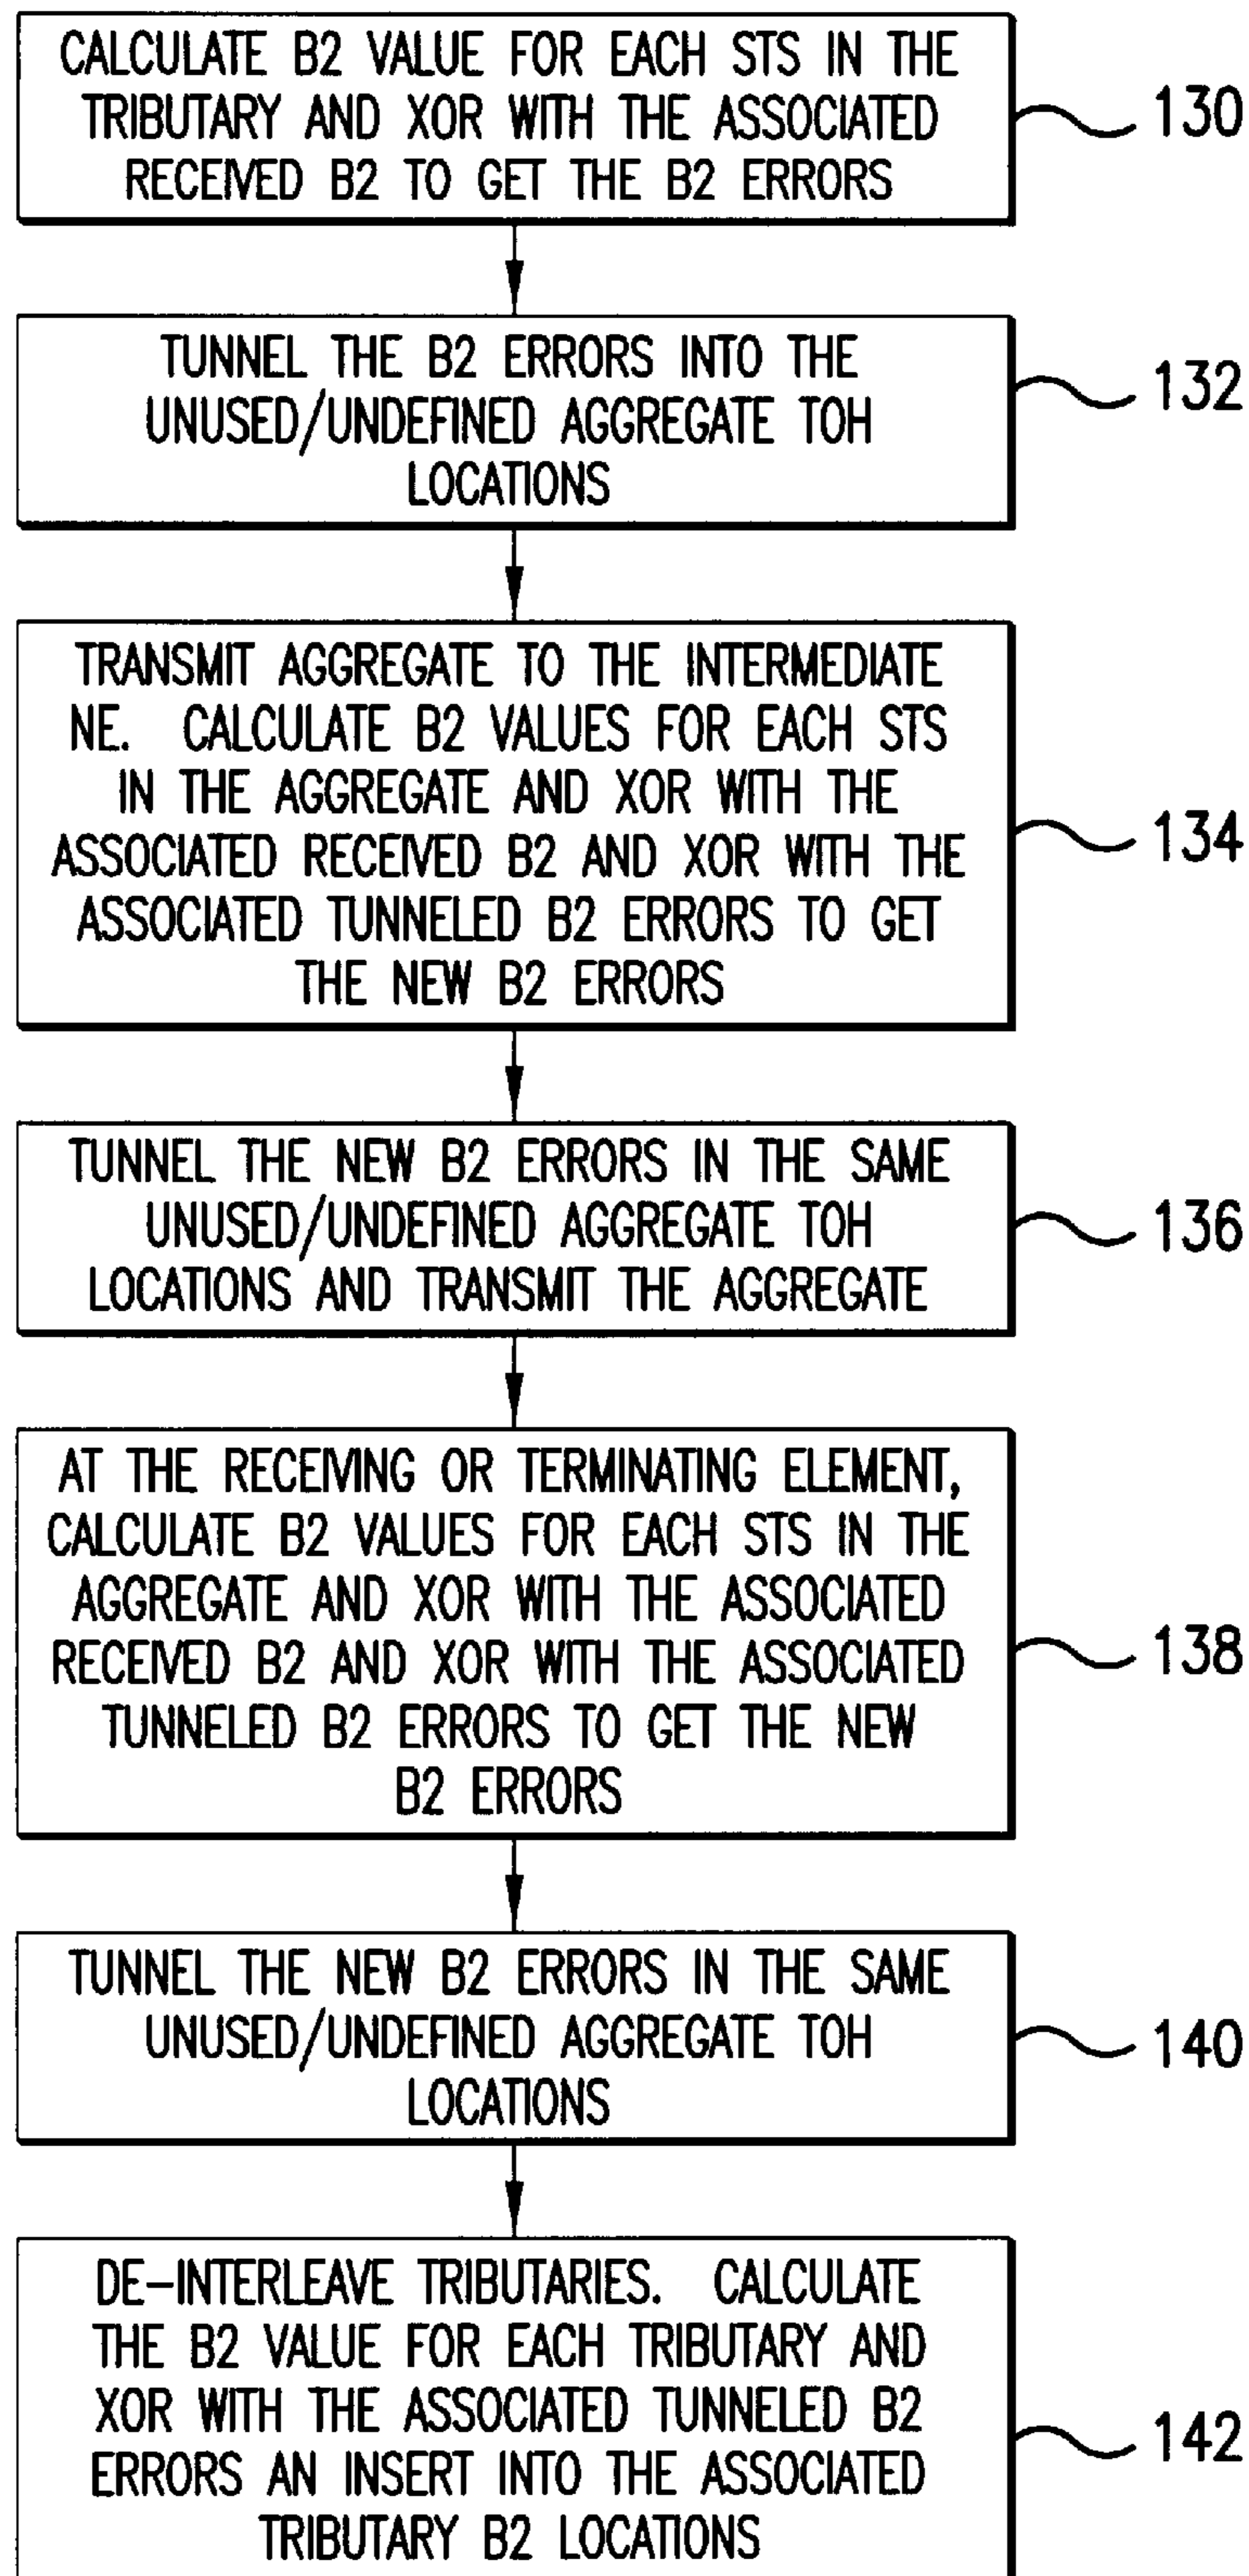 CALCULATE B2 VALUE FOR EACH STS IN THE
TRIBUTARY AND XOR WITH THE ASSOCIATED
RECEIVED B2 TO GET THE B2 ERRORS
130
TUNNEL THE B2 ERRORS INTO THE
UNUSED/UNDEFINED AGGREGATE TOH
LOCATIONS
132
TRANSMIT AGGREGATE TO THE INTERMEDIATE
NE. CALCULATE B2 VALUES FOR EACH STS
IN THE AGGREGATE AND XOR WITH THE
ASSOCIATED RECEIVED B2 AND XOR WITH THE
ASSOCIATED TUNNELED B2 ERRORS TO GET
THE NEW B2 ERRORS
134
TUNNEL THE NEW B2 ERRORS IN THE SAME
UNUSED/UNDEFINED AGGREGATE TOH
LOCATIONS AND TRANSMIT THE AGGREGATE
136
AT THE RECEIVING OR TERMINATING ELEMENT,
CALCULATE B2 VALUES FOR EACH STS IN THE
AGGREGATE AND XOR WITH THE ASSOCIATED
RECEIVED B2 AND XOR WITH THE ASSOCIATED
TUNNELED B2 ERRORS TO GET THE NEW
B2 ERRORS
138
TUNNEL THE NEW B2 ERRORS IN THE SAME
UNUSED/UNDEFINED AGGREGATE TOH
LOCATIONS
140
DE-INTERLEAVE TRIBUTARIES. CALCULATE
THE B2 VALUE FOR EACH TRIBUTARY AND
XOR WITH THE ASSOCIATED TUNNELED B2
ERRORS AN INSERT INTO THE ASSOCIATED
TRIBUTARY B2 LOCATIONS
142